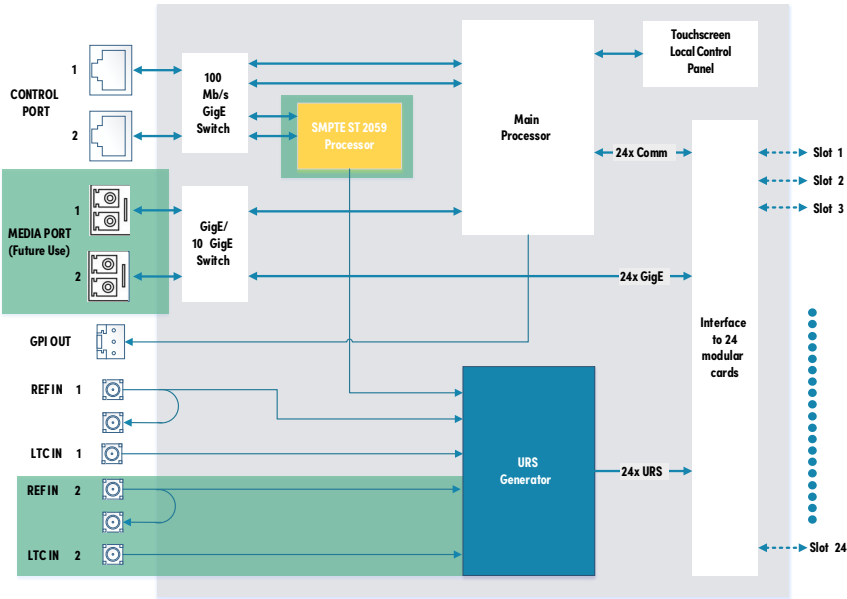 CONTROL
PORT
1
2
100
Mb/s
GigE
Switch
SMPTE ST 2059
Processor
Main
Processor
Touchscreen
Local Control
Panel
MEDIA PORT
(Future Use)
1
2
GigE/
10 GigE
Switch
24x Comm
24x GigE
Interface
to 24
modular
cards
Slot 1
Slot 2
Slot 3
GPI OUT
REF IN 1
LTC IN 1
REF IN 2
LTC IN 2
URS
Generator
24x URS
Slot 24